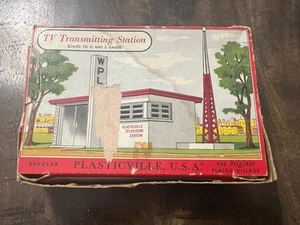 TV Transmitting Station
SCALED TO O AND S GAUGE
WPL
PLASTICVILLE
TELEVISION
STATION
REGULAR
PLASTICVILLE, U.S.A.
THE Original
PLASTIC VILLAGE